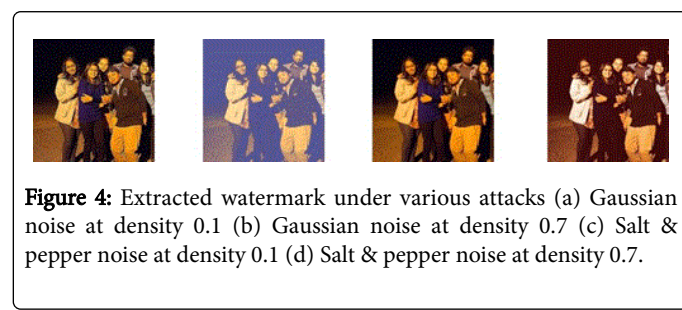 Figure 4: Extracted watermark under various attacks (a) Gaussian
noise at density 0.1 (b) Gaussian noise at density 0.7 (c) Salt &
pepper noise at density 0.1 (d) Salt & pepper noise at density 0.7.